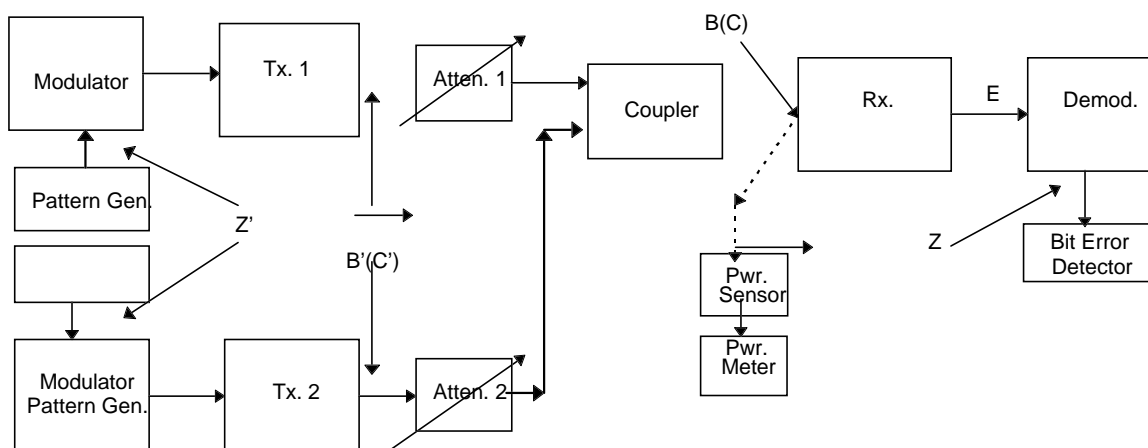 B(C)
Modulator
Tx. 1
Atten. 1
Coupler
Rx.
E
Demod.
Pattern Gen.
Z'
B'(C')
Z
Bit Error
Detector
Pwr.
Sensor
Pwr.
Meter
Modulator
Pattern Gen.
Tx. 2
Atten. 2